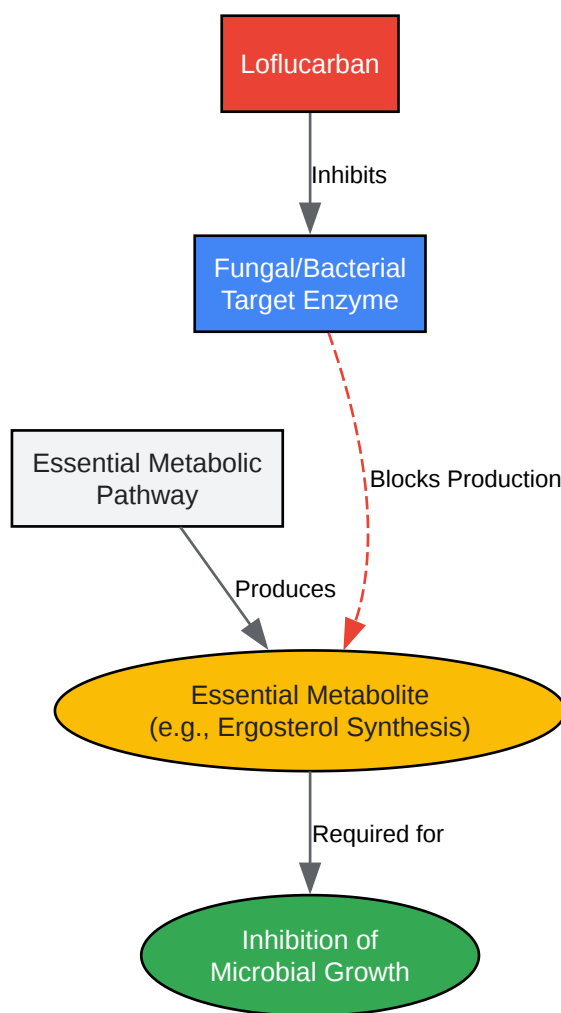 Loflucarban
Inhibits
Fungal/Bacterial
Target Enzyme
Essential Metabolic
Pathway
Blocks Production
Produces
Essential Metabolite
(e.g., Ergosterol Synthesis)
Required for
Inhibition of
Microbial Growth